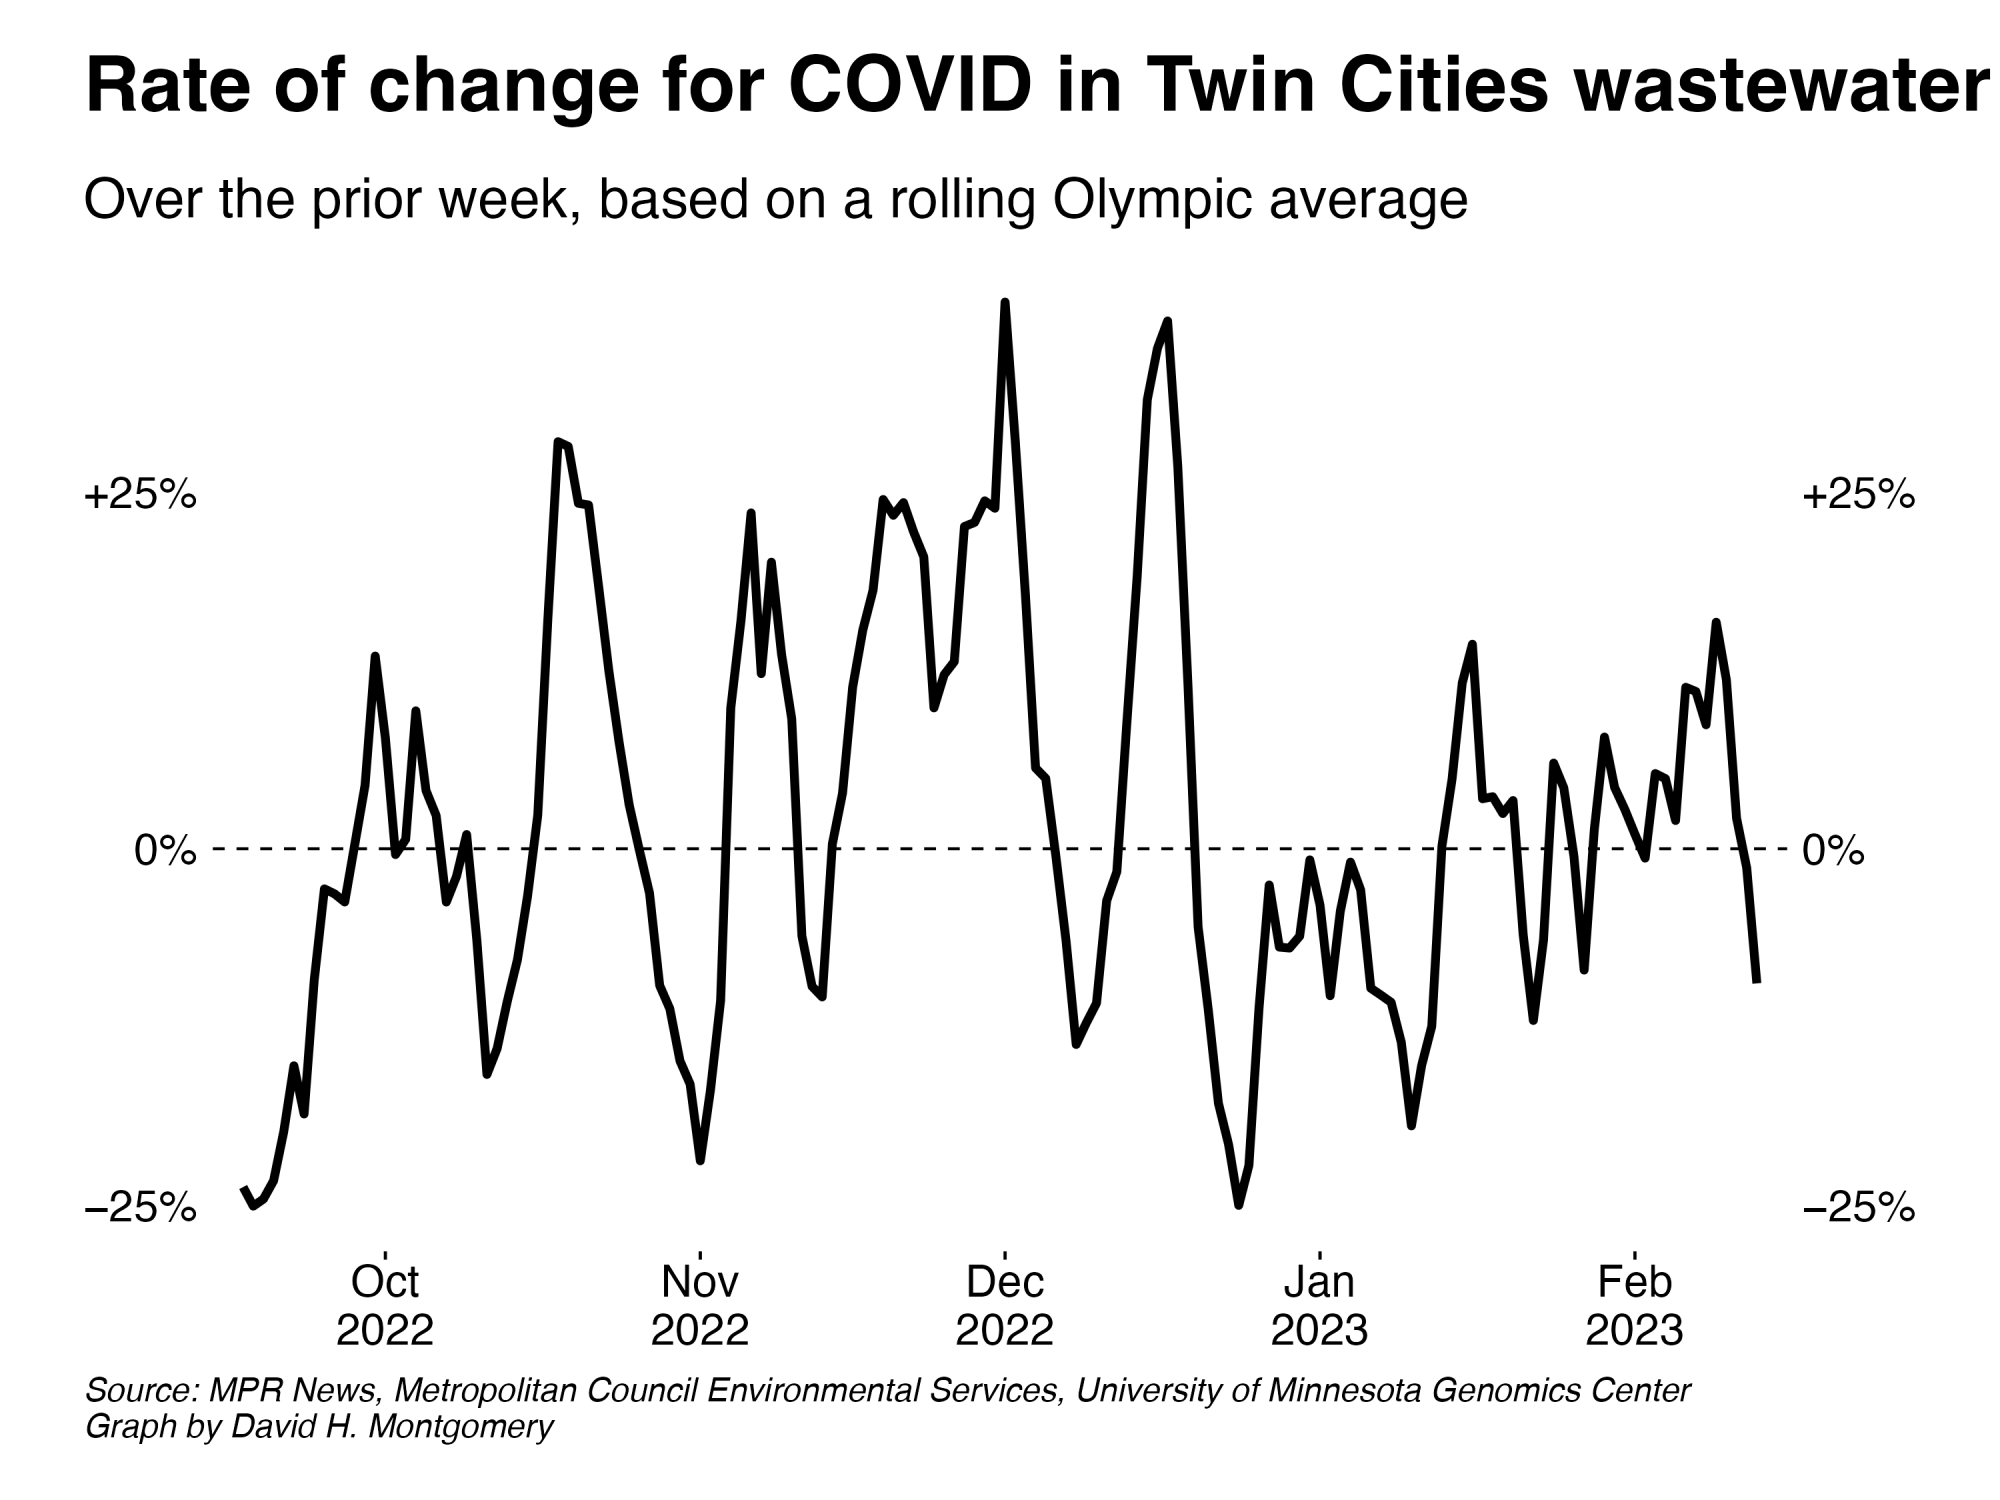 Rate of change for COVID in Twin Cities wastewater
Over the prior week, based on a rolling Olympic average
+25% +25%
0% 0%
−25% −25%
Oct Nov Dec Jan Feb
2022 2022 2022 2023 2023
Source: MPR News, Metropolitan Council Environmental Services, University of Minnesota Genomics Center
Graph by David H. Montgomery